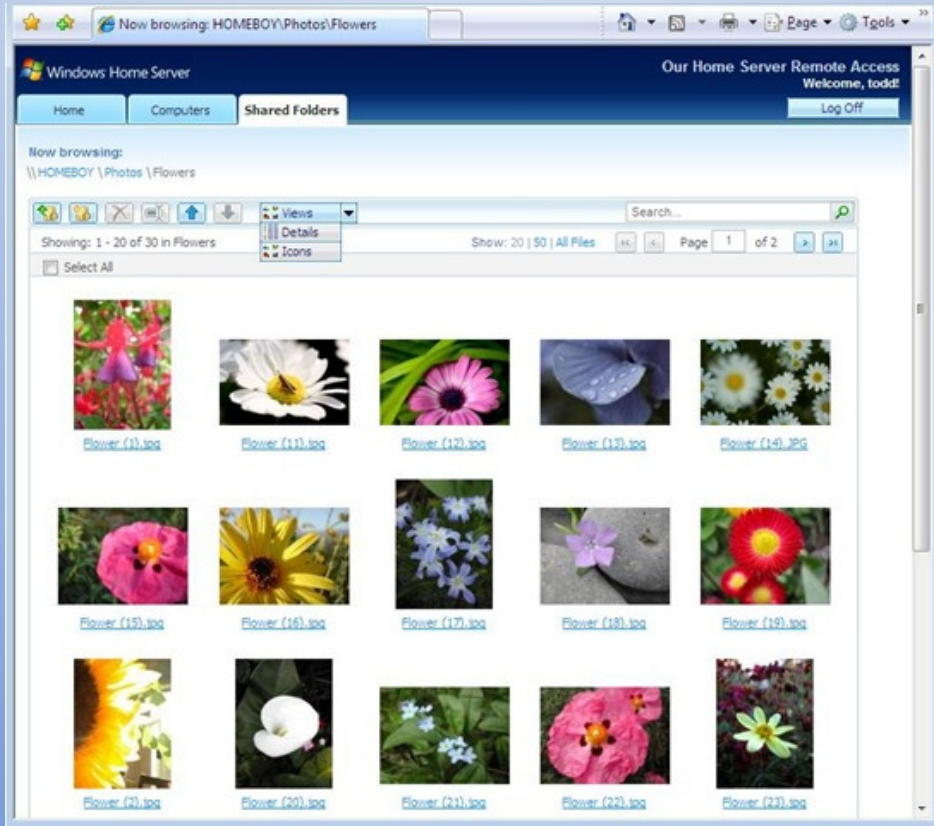 Now browsing: HOMEBOY\Photos\Flowers
Page
Tools
Windows Home Server
Our Home Server Remote Access
Welcome, todd!
Home
Computers
Shared Folders
Log Off
Now browsing:
\\ HOMEBOY \ Photos \ Flowers
Views
Search...
Details
Icons
Showing: 1 - 20 of 30 in Flowers
Show: 20 | 50 | All Files
Page 1 of 2
Select All
Flower (1).jpg
Flower (11).jpg
Flower (12).jpg
Flower (13).jpg
Flower (14).JPG
Flower (15).jpg
Flower (16).jpg
Flower (17).jpg
Flower (18).jpg
Flower (19).jpg
Flower (2).jpg
Flower (20).jpg
Flower (21).jpg
Flower (22).jpg
Flower (23).jpg